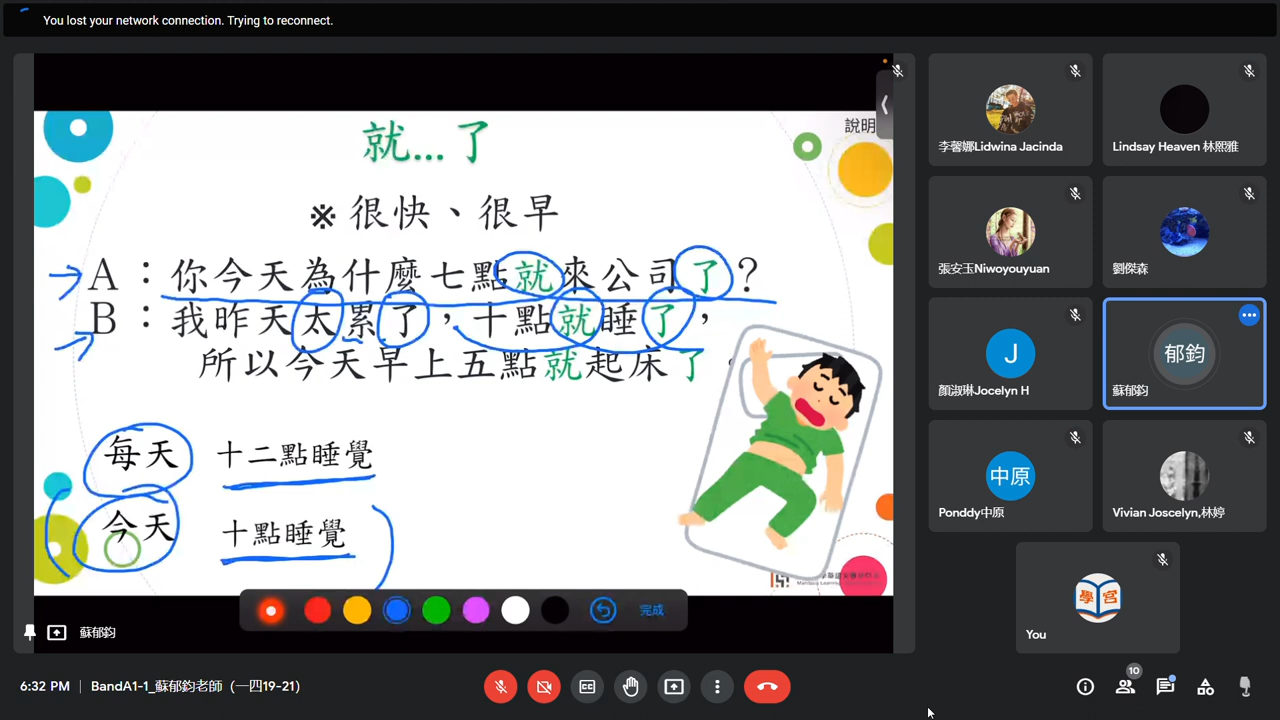 You lost your network connection. Trying to reconnect.
說明
就...了
※ 很快、很早
A：你今天為什麼七點就來公司了？
B：我昨天太累了，十點就睡了，
所以今天早上五點就起床了。
每天 十二點睡覺
今天 十點睡覺
完成
蘇郁鈞
李馨娜Lidwina Jacinda
Lindsay Heaven 林熙雅
張安玉Niwoyouyuan
劉傑森
J
顏淑琳Jocelyn H
郁鈞
蘇郁鈞
中原
Ponddy中原
Vivian Joscelyn,林婷
學宮
You
6:32 PM | BandA1-1_蘇郁鈞老師（一四19-21）
10